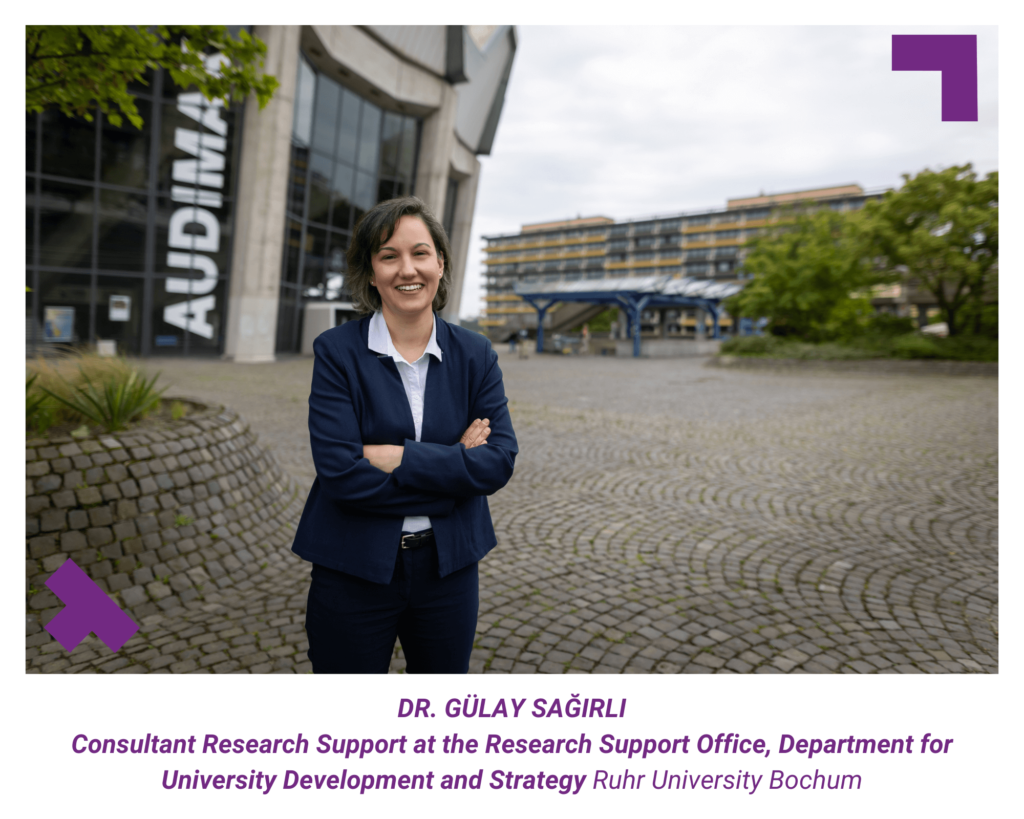 AUDIMAX
DR. GÜLAY SAĞIRLI
Consultant Research Support at the Research Support Office, Department for
University Development and Strategy Ruhr University Bochum